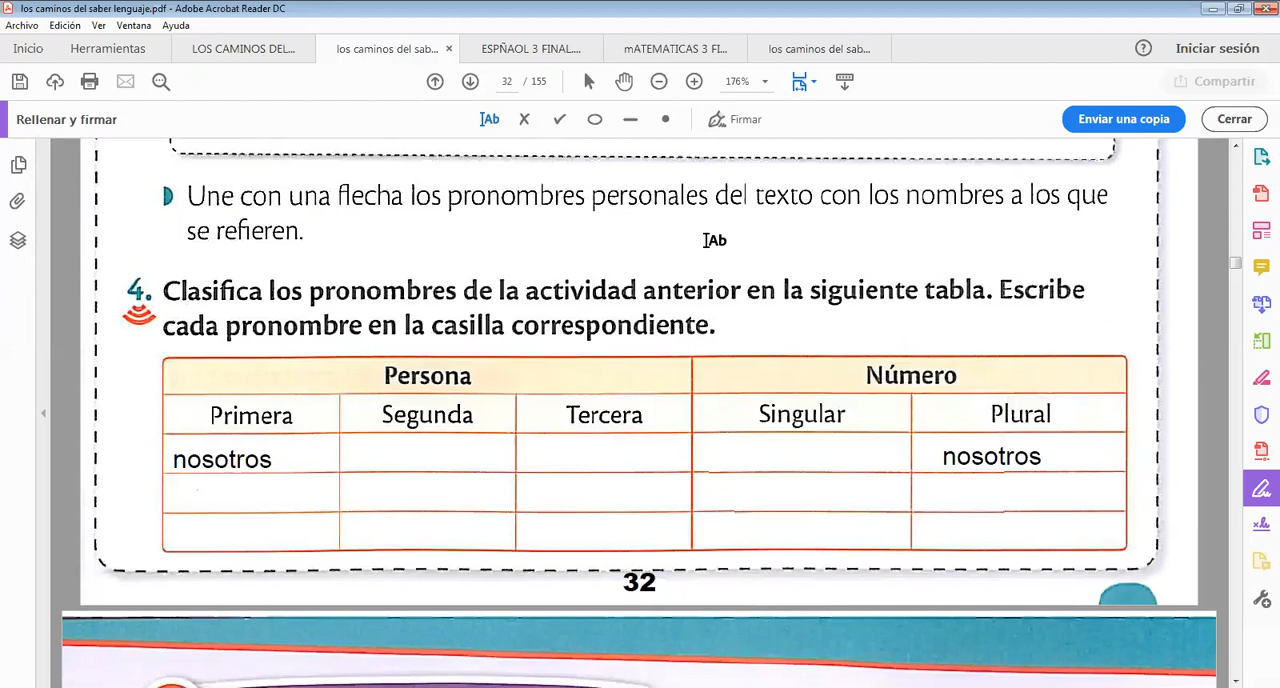 los caminos del saber lenguaje.pdf - Adobe Acrobat Reader DC
Archivo Edición Ver Ventana Ayuda
Inicio Herramientas LOS CAMINOS DEL... los caminos del sab... × ESPÑAOL 3 FINAL.... mATEMATICAS 3 FI... los caminos del sab... Iniciar sesión
32 / 155 176% Compartir
Rellenar y firmar Ab Firmar Enviar una copia Cerrar
Une con una flecha los pronombres personales del texto con los nombres a los que
se refieren.
Ab
4. Clasifica los pronombres de la actividad anterior en la siguiente tabla. Escribe
cada pronombre en la casilla correspondiente.
Persona Número
Primera Segunda Tercera Singular Plural
nosotros nosotros
32